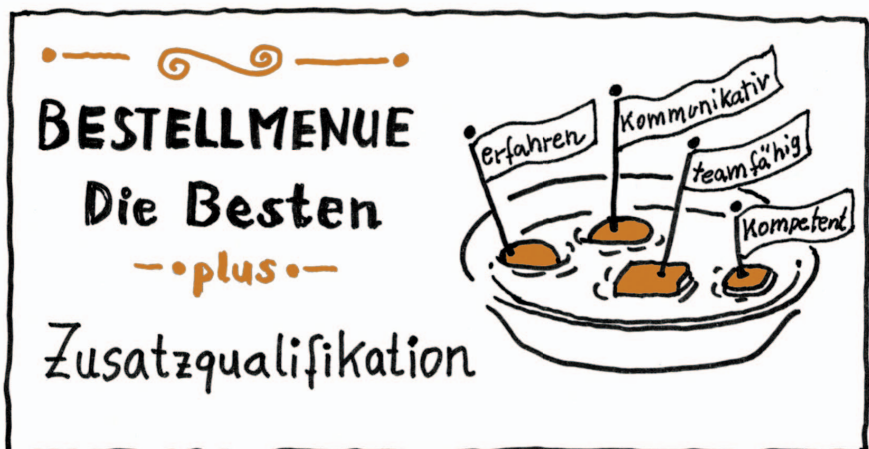 BESTELLMENUE
Die Besten
plus
Zusatzqualifikation
erfahren
kommunikativ
teamfähig
kompetent